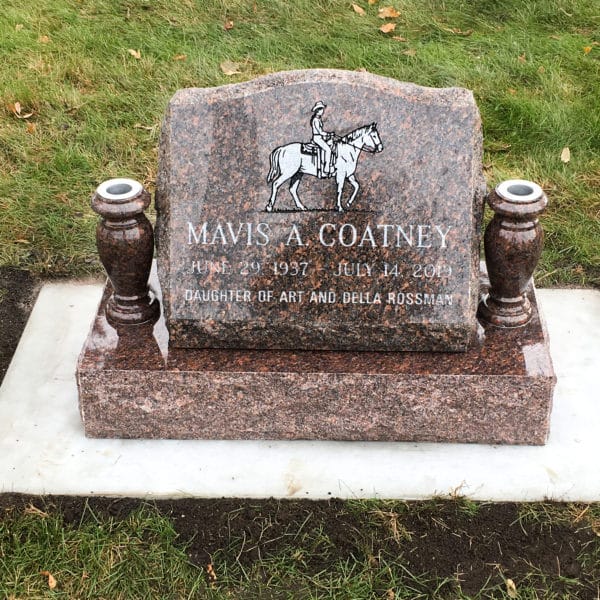 MAVIS A. COATNEY
JUNE 29, 1937 - JULY 14, 2019
DAUGHTER OF ART AND DELLA ROSSMAN